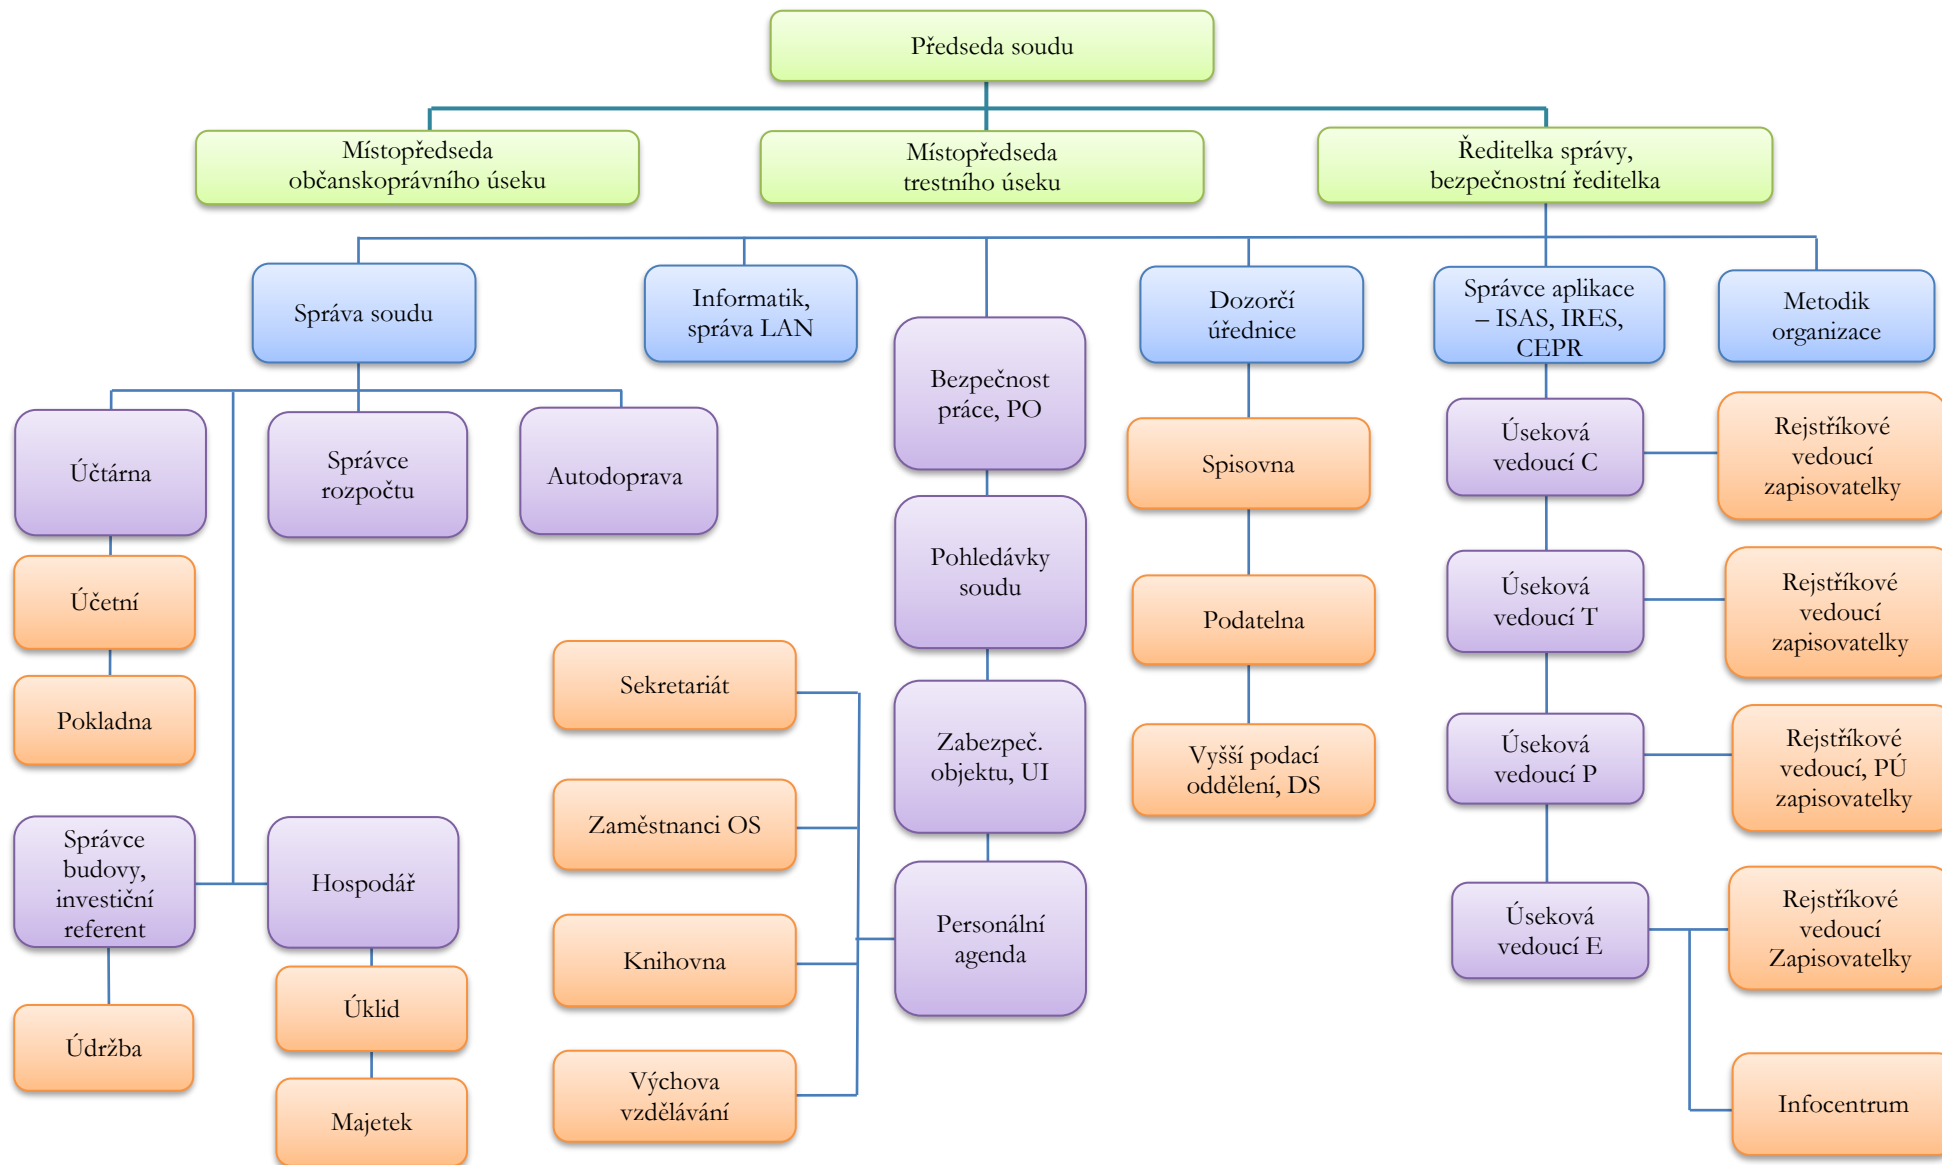 Předseda soudu
Místopředseda
občanskoprávního úseku
Místopředseda
trestního úseku
Ředitelka správy,
bezpečnostní ředitelka
Správa soudu
Informatik,
správa LAN
Dozorčí
úřednice
Správce aplikace
– ISAS, IRES,
CEPR
Metodik
organizace
Účtárna
Správce
rozpočtu
Autodoprava
Bezpečnost
práce, PO
Spisovna
Úseková
vedoucí C
Rejstříkové
vedoucí
zapisovatelky
Účetní
Pohledávky
soudu
Podatelna
Úseková
vedoucí T
Rejstříkové
vedoucí
zapisovatelky
Pokladna
Sekretariát
Zabezpeč.
objektu, UI
Vyšší podací
oddělení, DS
Úseková
vedoucí P
Rejstříkové
vedoucí, PÚ
zapisovatelky
Správce
budovy,
investiční
referent
Hospodář
Zaměstnanci OS
Personální
agenda
Úseková
vedoucí E
Rejstříkové
vedoucí
Zapisovatelky
Knihovna
Úklid
Údržba
Výchova
vzdělávání
Majetek
Infocentrum